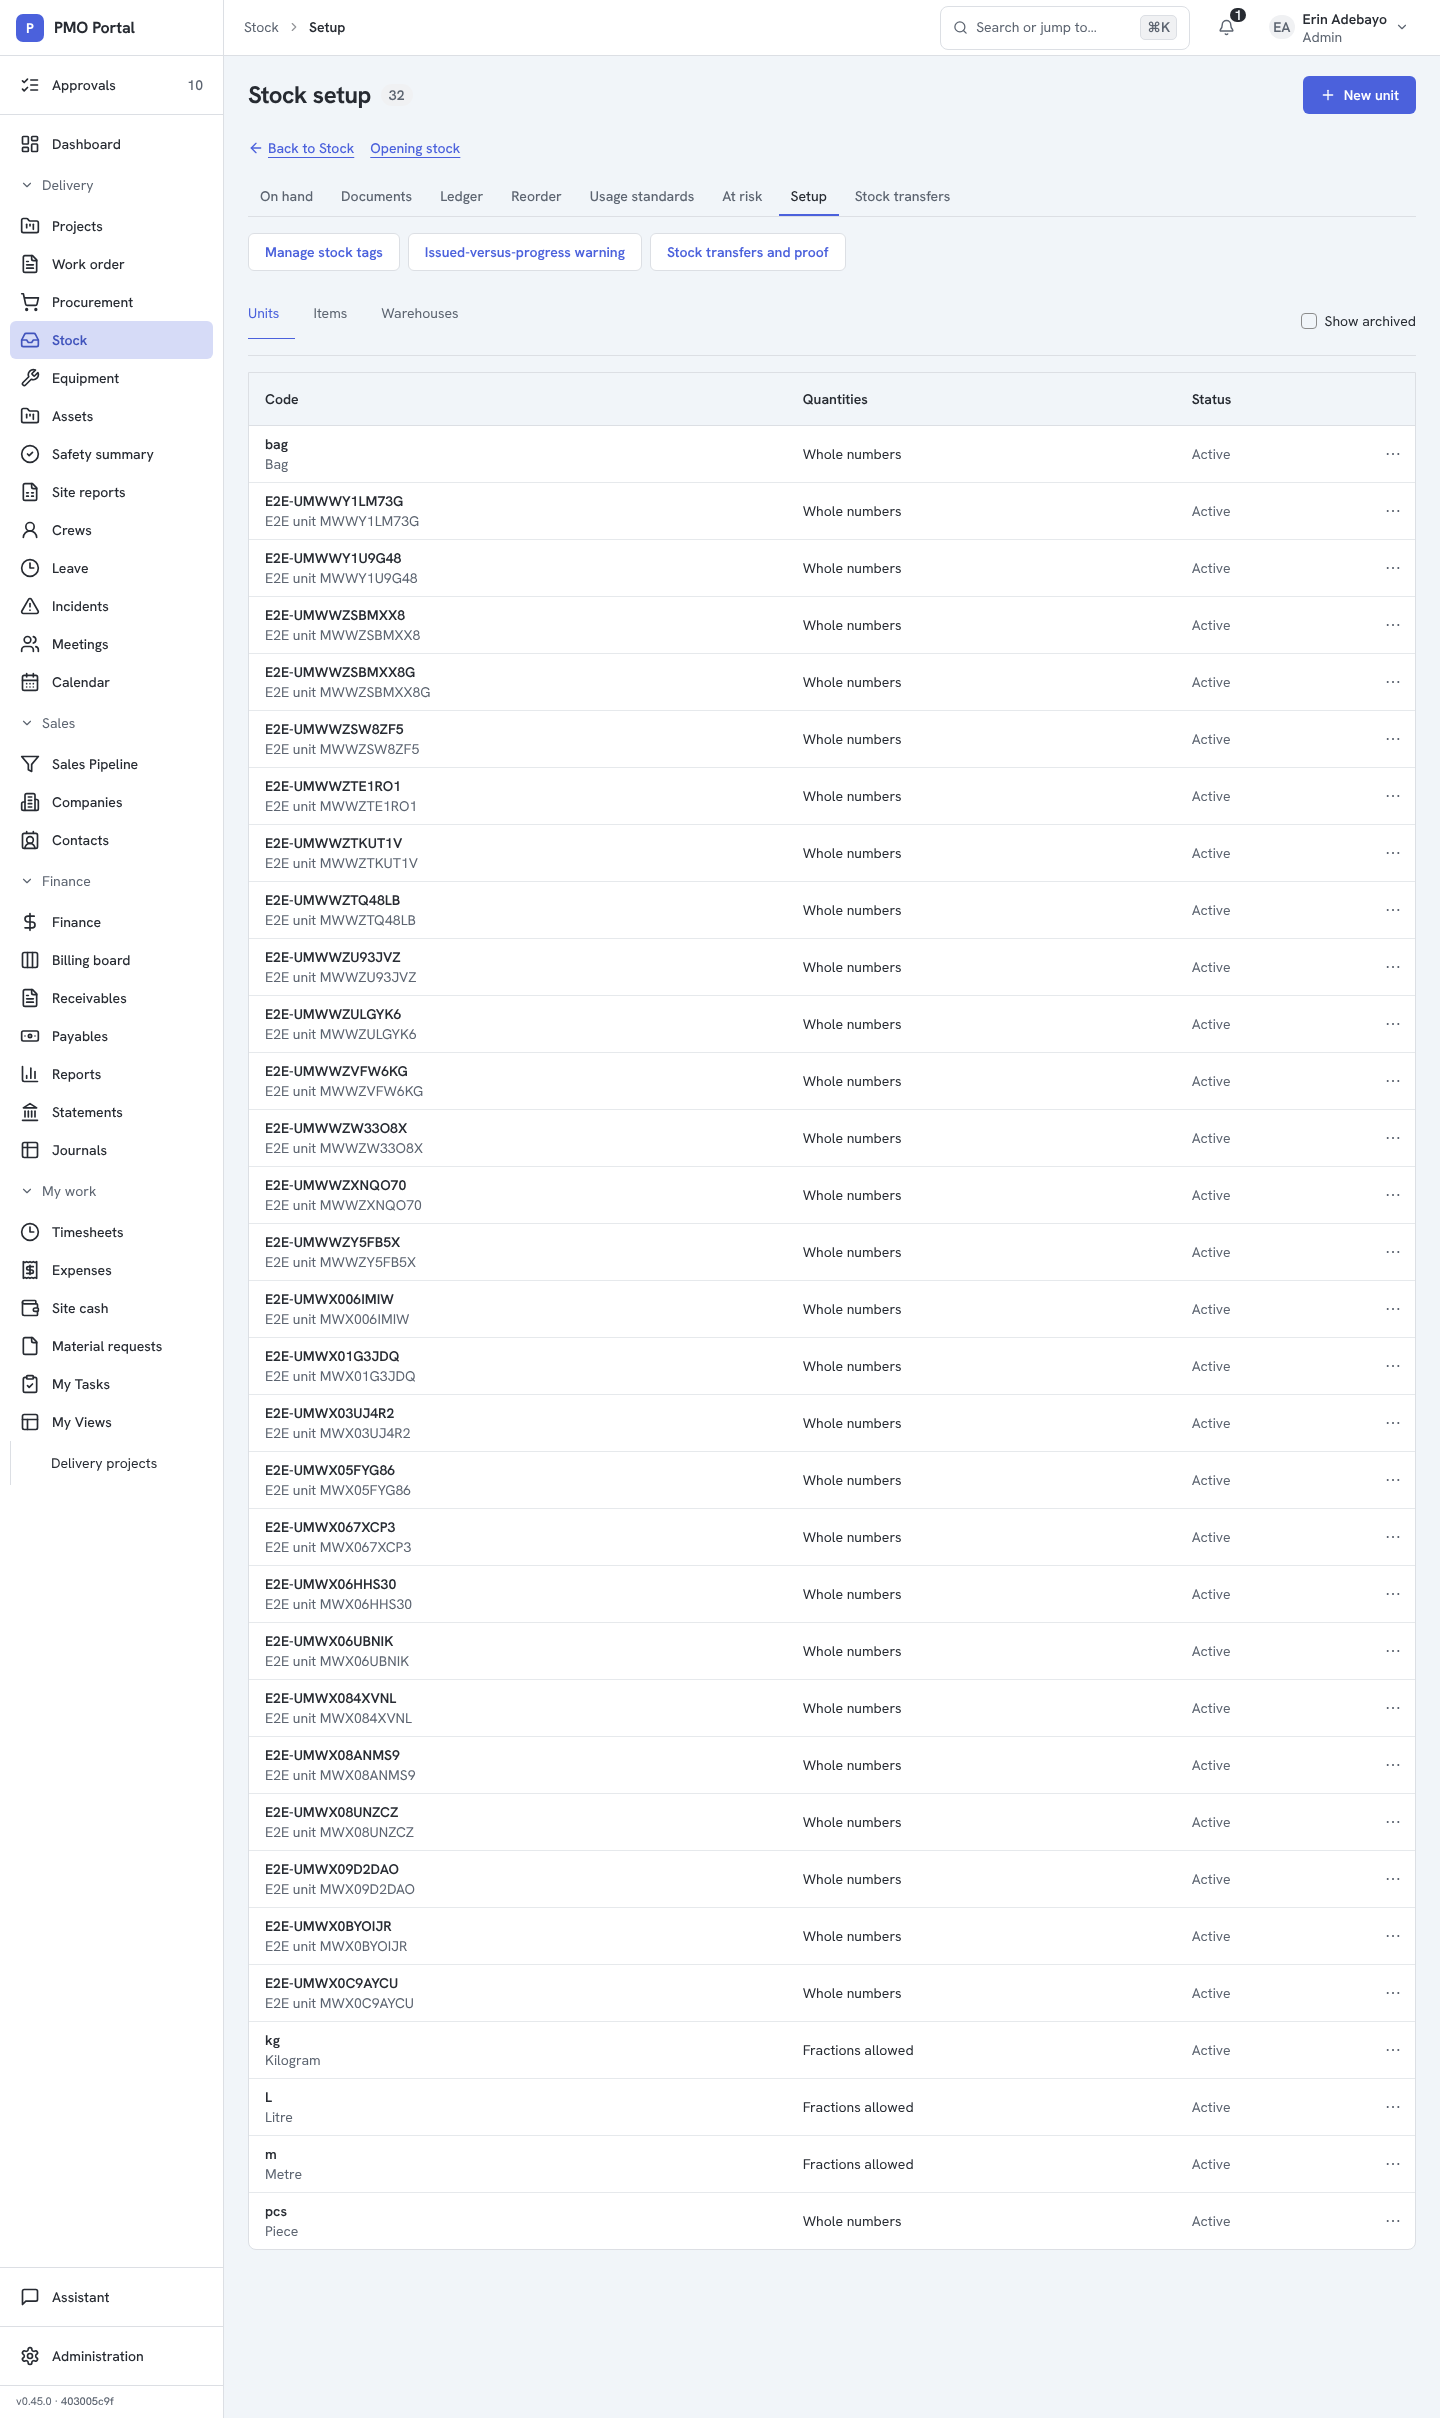 P PMO Portal
Stock > Setup
Search or jump to... ⌘K
1
EA
Erin Adebayo
Admin
Approvals 10
Dashboard
Delivery
Projects
Work order
Procurement
Stock
Equipment
Assets
Safety summary
Site reports
Crews
Leave
Incidents
Meetings
Calendar
Sales
Sales Pipeline
Companies
Contacts
Finance
Finance
Billing board
Receivables
Payables
Reports
Statements
Journals
My work
Timesheets
Expenses
Site cash
Material requests
My Tasks
My Views
Delivery projects
Assistant
Administration
v0.45.0 · 403005c9f
Stock setup 32
+ New unit
← Back to Stock Opening stock
On hand Documents Ledger Reorder Usage standards At risk Setup Stock transfers
Manage stock tags Issued-versus-progress warning Stock transfers and proof
Units Items Warehouses
Show archived
Code Quantities Status
bag
Bag
Whole numbers Active ...
E2E-UMWWY1LM73G
E2E unit MWWY1LM73G
Whole numbers Active ...
E2E-UMWWY1U9G48
E2E unit MWWY1U9G48
Whole numbers Active ...
E2E-UMWWZSBMXX8
E2E unit MWWZSBMXX8
Whole numbers Active ...
E2E-UMWWZSBMXX8G
E2E unit MWWZSBMXX8G
Whole numbers Active ...
E2E-UMWWZSW8ZF5
E2E unit MWWZSW8ZF5
Whole numbers Active ...
E2E-UMWWZTE1RO1
E2E unit MWWZTE1RO1
Whole numbers Active ...
E2E-UMWWZTKUT1V
E2E unit MWWZTKUT1V
Whole numbers Active ...
E2E-UMWWZTQ48LB
E2E unit MWWZTQ48LB
Whole numbers Active ...
E2E-UMWWZU93JVZ
E2E unit MWWZU93JVZ
Whole numbers Active ...
E2E-UMWWZULGYK6
E2E unit MWWZULGYK6
Whole numbers Active ...
E2E-UMWWZVFW6KG
E2E unit MWWZVFW6KG
Whole numbers Active ...
E2E-UMWWZW33O8X
E2E unit MWWZW33O8X
Whole numbers Active ...
E2E-UMWWZXNQO70
E2E unit MWWZXNQO70
Whole numbers Active ...
E2E-UMWWZY5FB5X
E2E unit MWWZY5FB5X
Whole numbers Active ...
E2E-UMWX006IMIW
E2E unit MWX006IMIW
Whole numbers Active ...
E2E-UMWX01G3JDQ
E2E unit MWX01G3JDQ
Whole numbers Active ...
E2E-UMWX03UJ4R2
E2E unit MWX03UJ4R2
Whole numbers Active ...
E2E-UMWX05FYG86
E2E unit MWX05FYG86
Whole numbers Active ...
E2E-UMWX067XCP3
E2E unit MWX067XCP3
Whole numbers Active ...
E2E-UMWX06HHS30
E2E unit MWX06HHS30
Whole numbers Active ...
E2E-UMWX06UBNIK
E2E unit MWX06UBNIK
Whole numbers Active ...
E2E-UMWX084XVNL
E2E unit MWX084XVNL
Whole numbers Active ...
E2E-UMWX08ANMS9
E2E unit MWX08ANMS9
Whole numbers Active ...
E2E-UMWX08UNZCZ
E2E unit MWX08UNZCZ
Whole numbers Active ...
E2E-UMWX09D2DAO
E2E unit MWX09D2DAO
Whole numbers Active ...
E2E-UMWX0BYOIJR
E2E unit MWX0BYOIJR
Whole numbers Active ...
E2E-UMWX0C9AYCU
E2E unit MWX0C9AYCU
Whole numbers Active ...
kg
Kilogram
Fractions allowed Active ...
L
Litre
Fractions allowed Active ...
m
Metre
Fractions allowed Active ...
pcs
Piece
Whole numbers Active ...